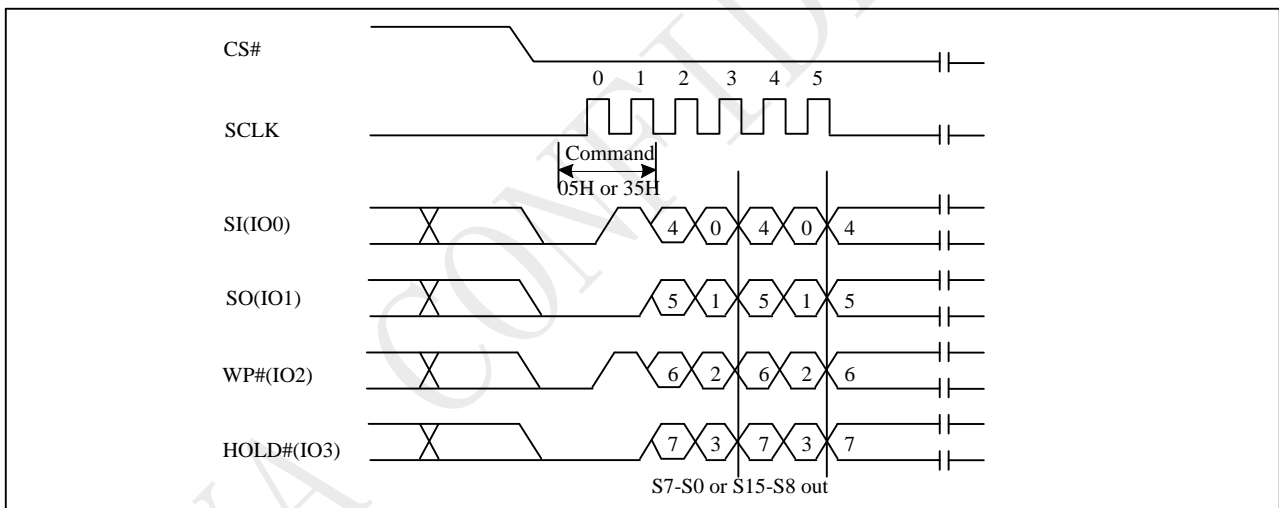 CS#
0 1 2 3 4 5
SCLK
Command
05H or 35H
SI(IO0) 4 0 4 0 4
SO(IO1) 5 1 5 1 5
WP#(IO2) 6 2 6 2 6
HOLD#(IO3) 7 3 7 3 7
S7-S0 or S15-S8 out